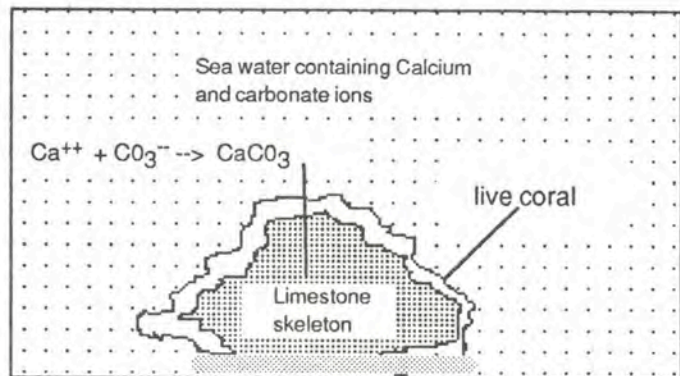 Sea water containing Calcium
and carbonate ions
Ca⁺⁺ + C0₃⁻⁻ --> CaC0₃
live coral
Limestone
skeleton